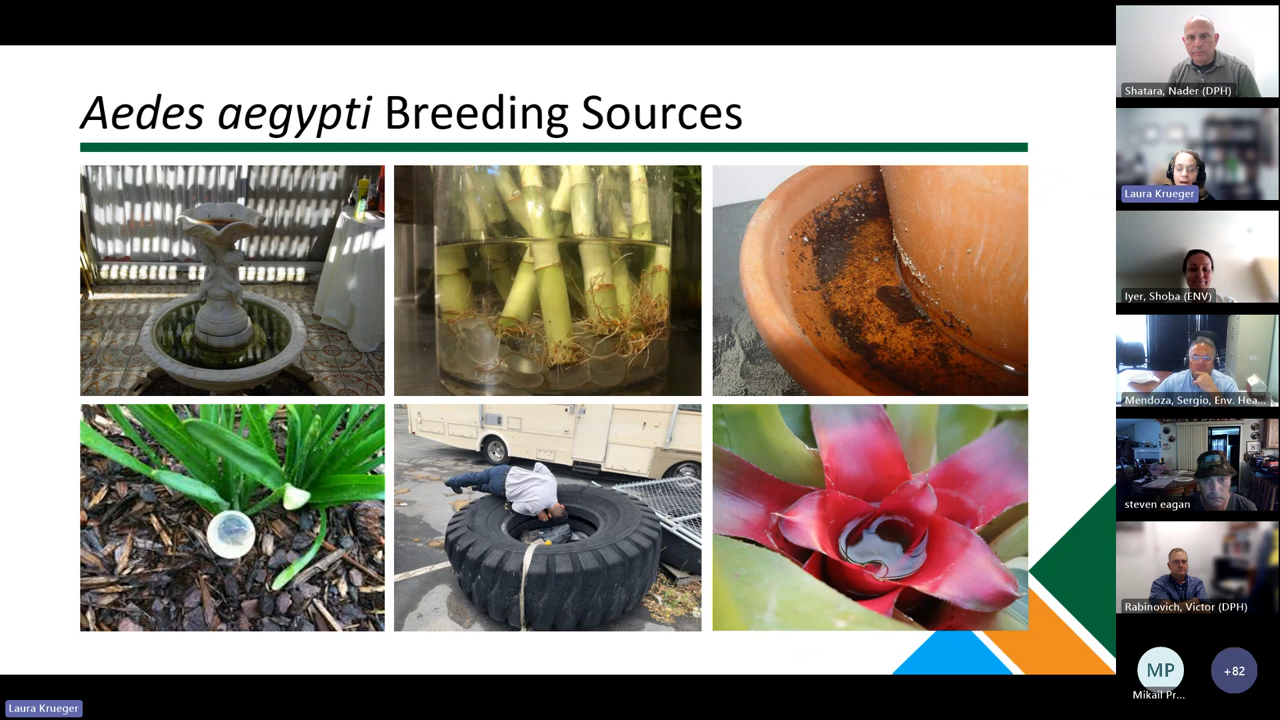 Aedes aegypti Breeding Sources
Shatara, Nader (DPH)
Laura Krueger
Iyer, Shoba (ENV)
Mendoza, Sergio, Env. Hea...
steven eagan
Rabinovich, Victor (DPH)
MP
+82
Mikail Pr...
Laura Krueger